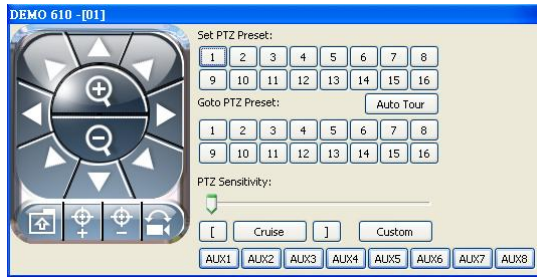 DEMO 610 -[01]
Set PTZ Preset:
1 2 3 4 5 6 7 8
9 10 11 12 13 14 15 16
Goto PTZ Preset: Auto Tour
1 2 3 4 5 6 7 8
9 10 11 12 13 14 15 16
PTZ Sensitivity:
[ Cruise ] Custom
AUX1 AUX2 AUX3 AUX4 AUX5 AUX6 AUX7 AUX8